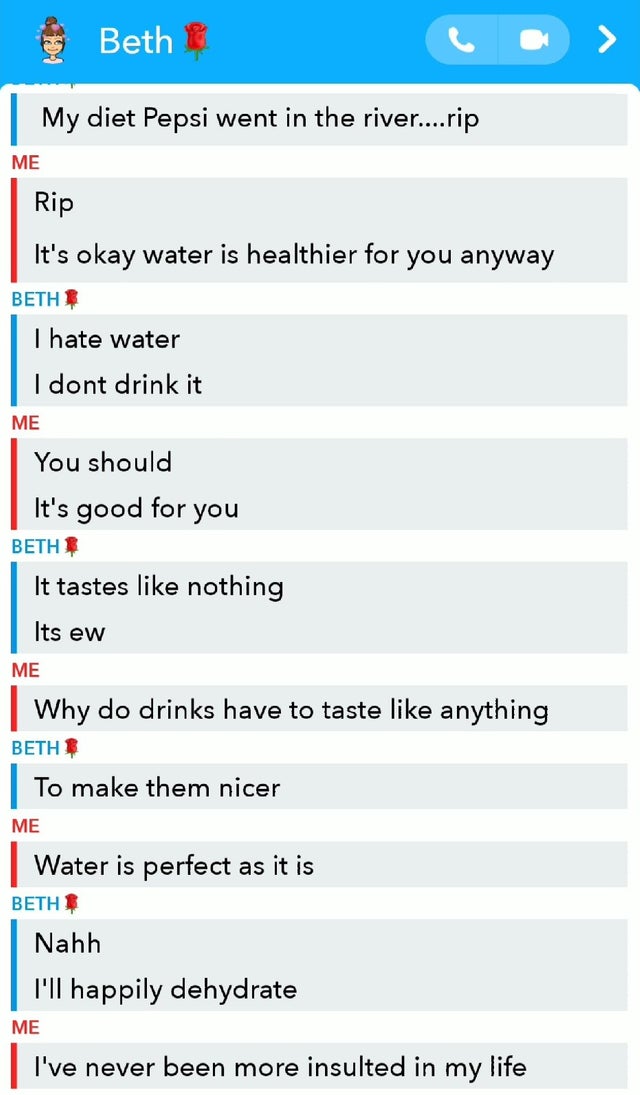 Beth🌹
My diet Pepsi went in the river....rip
ME
Rip
It's okay water is healthier for you anyway
BETH🌹
I hate water
I dont drink it
ME
You should
It's good for you
BETH🌹
It tastes like nothing
Its ew
ME
Why do drinks have to taste like anything
BETH🌹
To make them nicer
ME
Water is perfect as it is
BETH🌹
Nahh
I'll happily dehydrate
ME
I've never been more insulted in my life